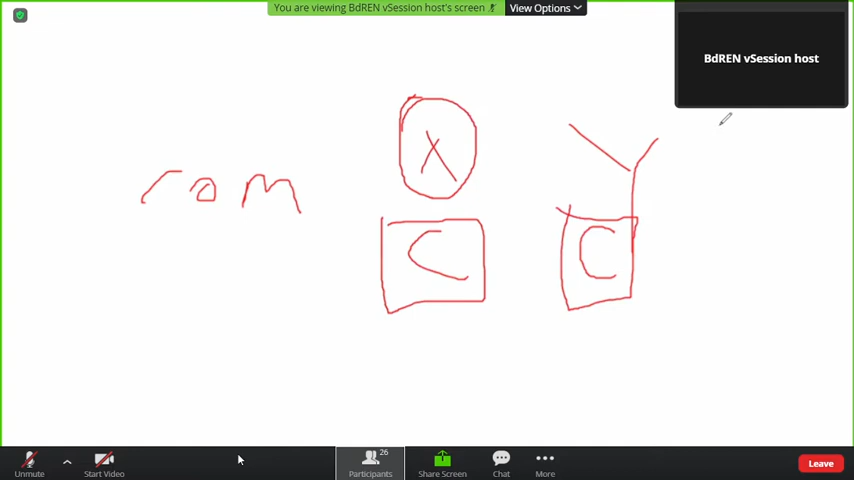 You are viewing BdREN vSession host's screen
View Options
BdREN vSession host
X Y
rom
C C
Unmute
Start Video
26
Participants
Share Screen
Chat
More
Leave